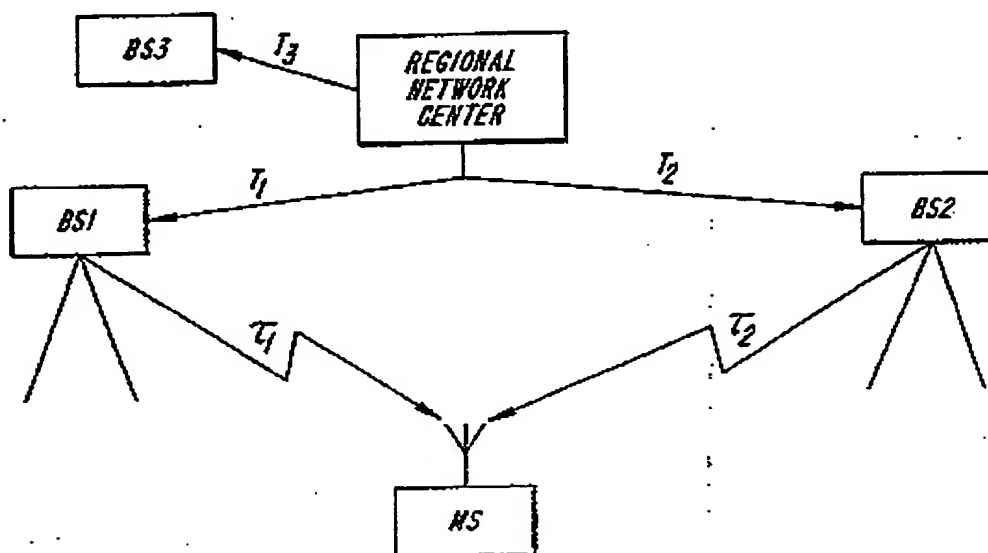 BS3
T3
REGIONAL
NETWORK
CENTER
T1
T2
BS1
BS2
τ1
τ2
MS